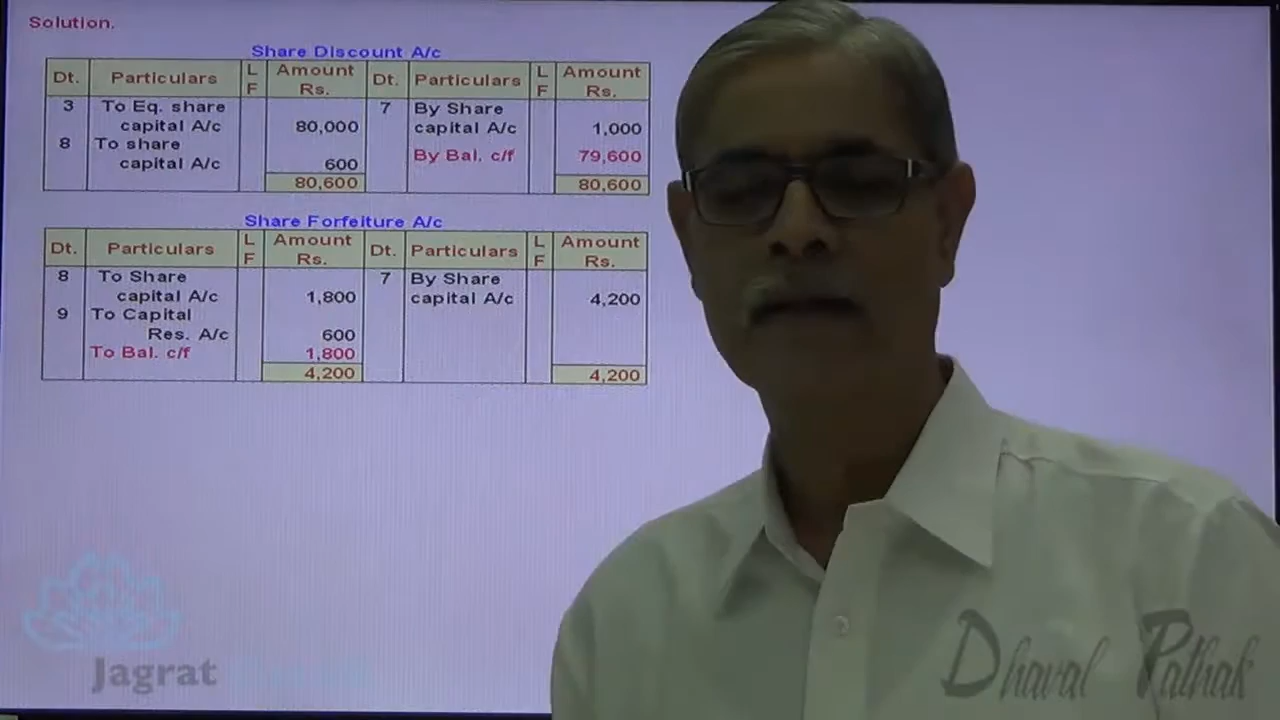 Solution.
Share Discount A/c
Dt. Particulars L F Amount Rs. Dt. Particulars L F Amount Rs.
3 To Eq. share 7 By Share
capital A/c 80,000 capital A/c 1,000
8 To share By Bal. c/f 79,600
capital A/c 600
80,600 80,600
Share Forfeiture A/c
Dt. Particulars L F Amount Rs. Dt. Particulars L F Amount Rs.
8 To Share 7 By Share
capital A/c 1,800 capital A/c 4,200
9 To Capital
Res. A/c 600
To Bal. c/f 1,800
4,200 4,200
Jagrat
Dhaval Pathak